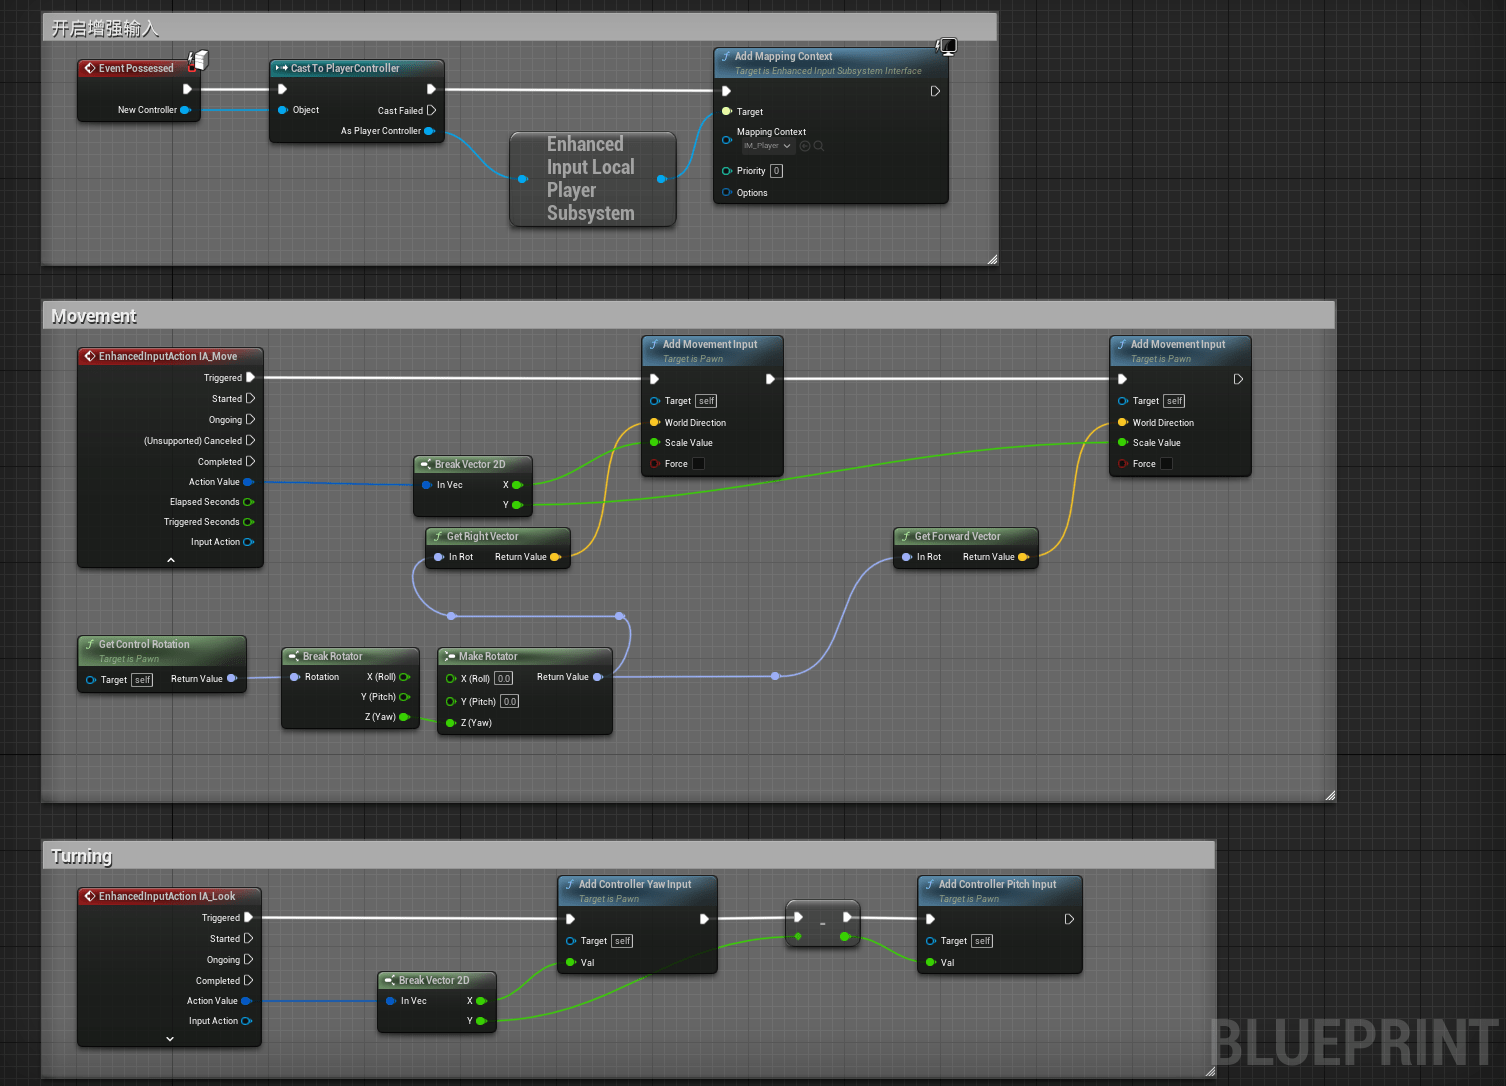 开启增强输入
Event Possessed
New Controller
Cast To PlayerController
Object
Cast Failed
As Player Controller
Enhanced
Input Local
Player
Subsystem
Add Mapping Context
Target is Enhanced Input Subsystem Interface
Target
Mapping Context
IM_Player
Priority 0
Options
Movement
EnhancedInputAction IA_Move
Triggered
Started
Ongoing
(Unsupported) Canceled
Completed
Action Value
Elapsed Seconds
Triggered Seconds
Input Action
Break Vector 2D
In Vec X
Y
Add Movement Input
Target is Pawn
Target self
World Direction
Scale Value
Force
Get Right Vector
In Rot Return Value
Add Movement Input
Target is Pawn
Target self
World Direction
Scale Value
Force
Get Forward Vector
In Rot Return Value
Get Control Rotation
Target is Pawn
Target self Return Value
Break Rotator
Rotation X (Roll)
Y (Pitch)
Z (Yaw)
Make Rotator
X (Roll) 0.0 Return Value
Y (Pitch) 0.0
Z (Yaw)
Turning
EnhancedInputAction IA_Look
Triggered
Started
Ongoing
Completed
Action Value
Input Action
Break Vector 2D
In Vec X
Y
Add Controller Yaw Input
Target is Pawn
Target self
Val
-
Add Controller Pitch Input
Target is Pawn
Target self
Val
BLUEPRINT